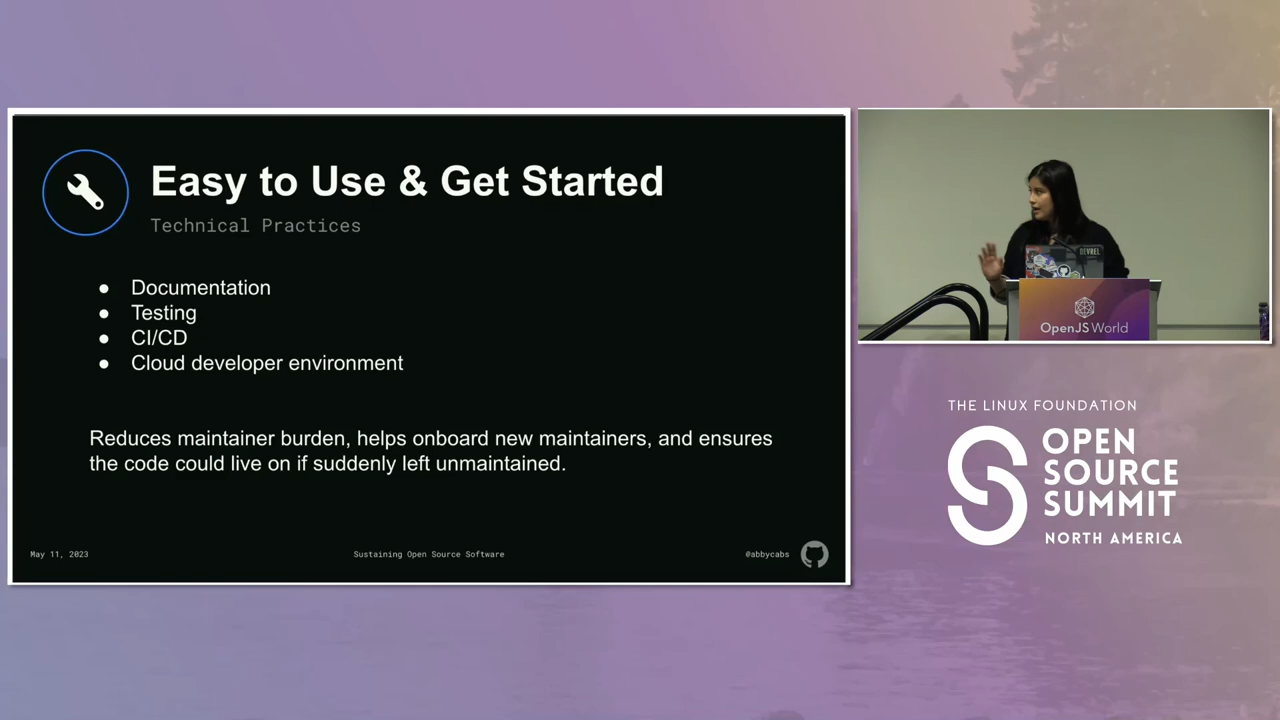 Easy to Use & Get Started
Technical Practices
● Documentation
● Testing
● CI/CD
● Cloud developer environment
Reduces maintainer burden, helps onboard new maintainers, and ensures
the code could live on if suddenly left unmaintained.
May 11, 2023
Sustaining Open Source Software
@abbycabs
DEVREL
OpenJS World
THE LINUX FOUNDATION
OPEN
SOURCE
SUMMIT
NORTH AMERICA